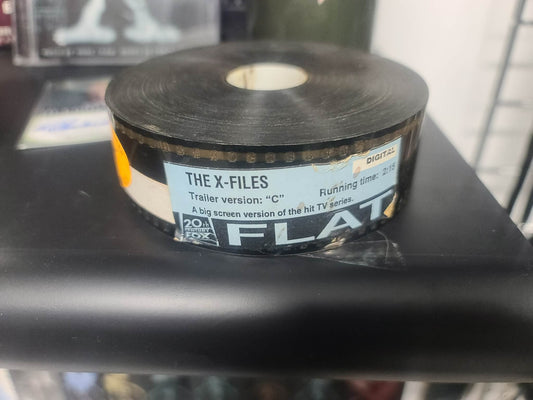 DIGITAL
THE X-FILES
Trailer version: "C"
Running time: 2:15
A big screen version of the hit TV series.
20th
CENTURY
FOX
FLAT